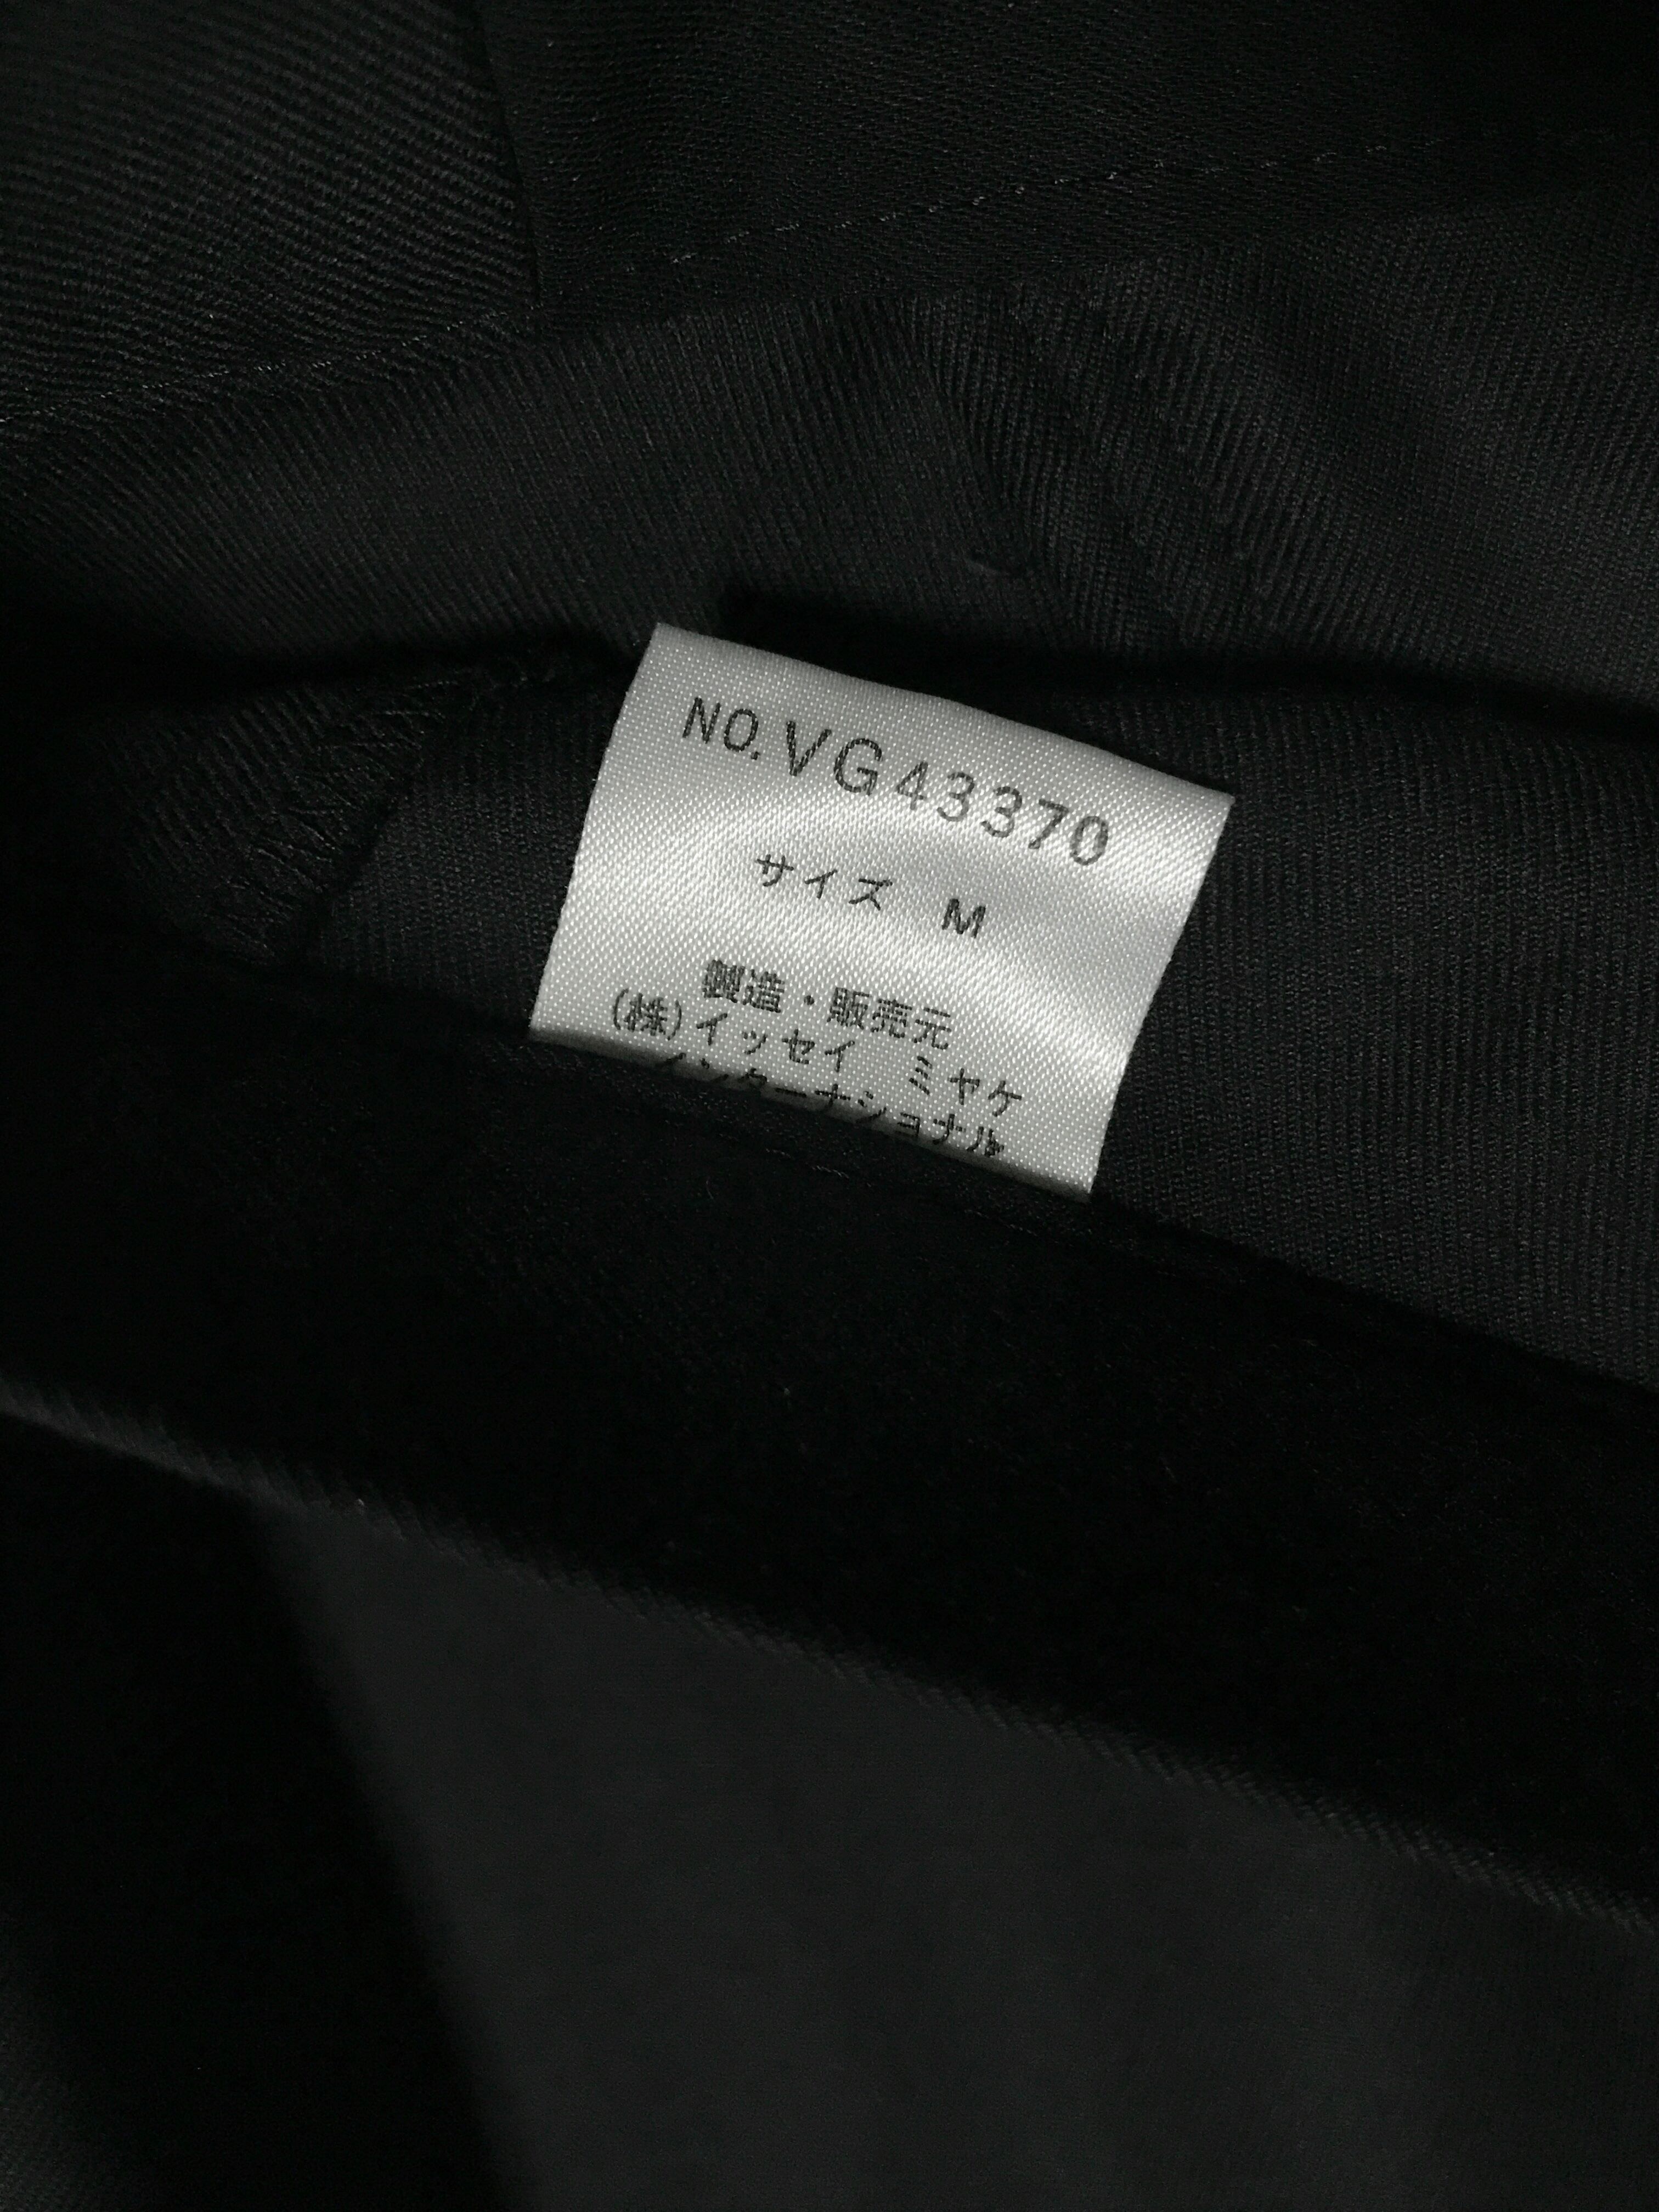 NO.VG43370
サイズ M
製造・販売元
(株)イッセイ ミヤケ
インターナショナル